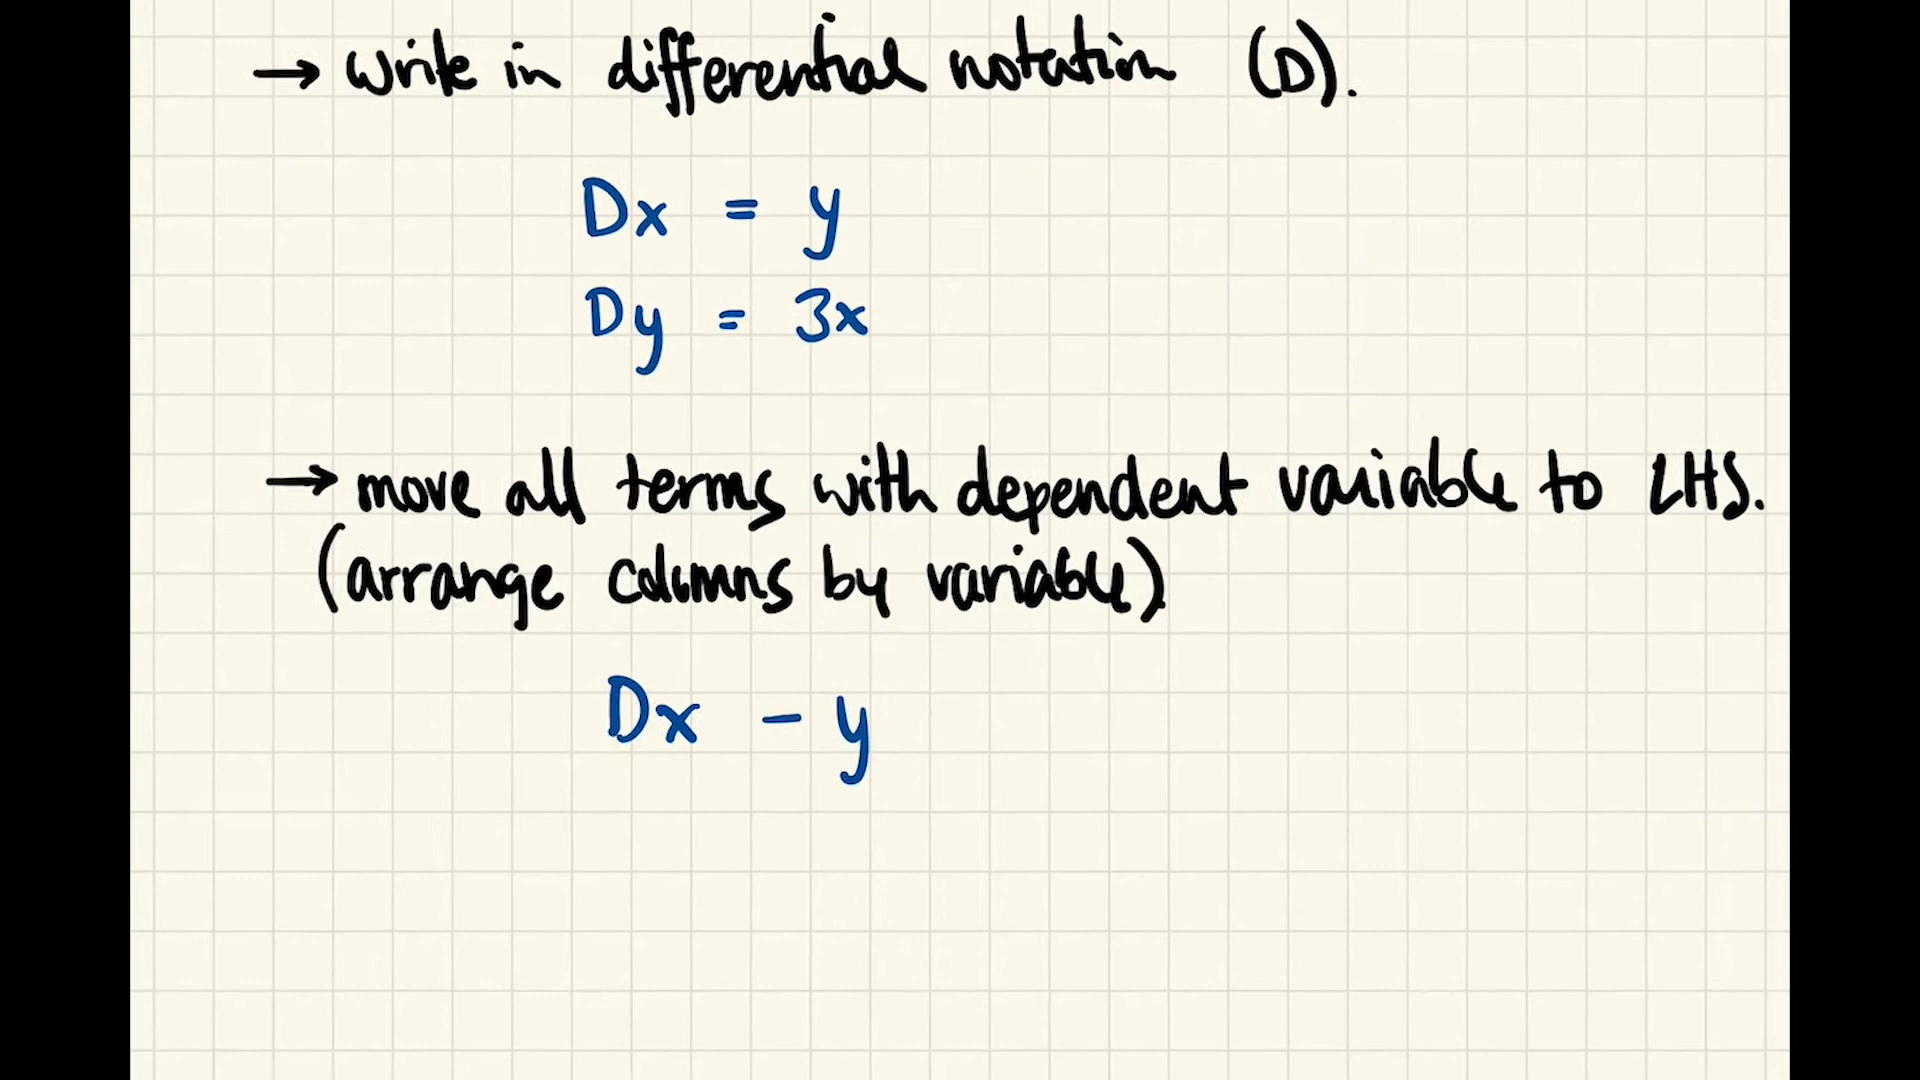 → write in differential notation (D).
Dx = y
Dy = 3x
→ move all terms with dependent variable to LHS.
(arrange columns by variable)
Dx - y